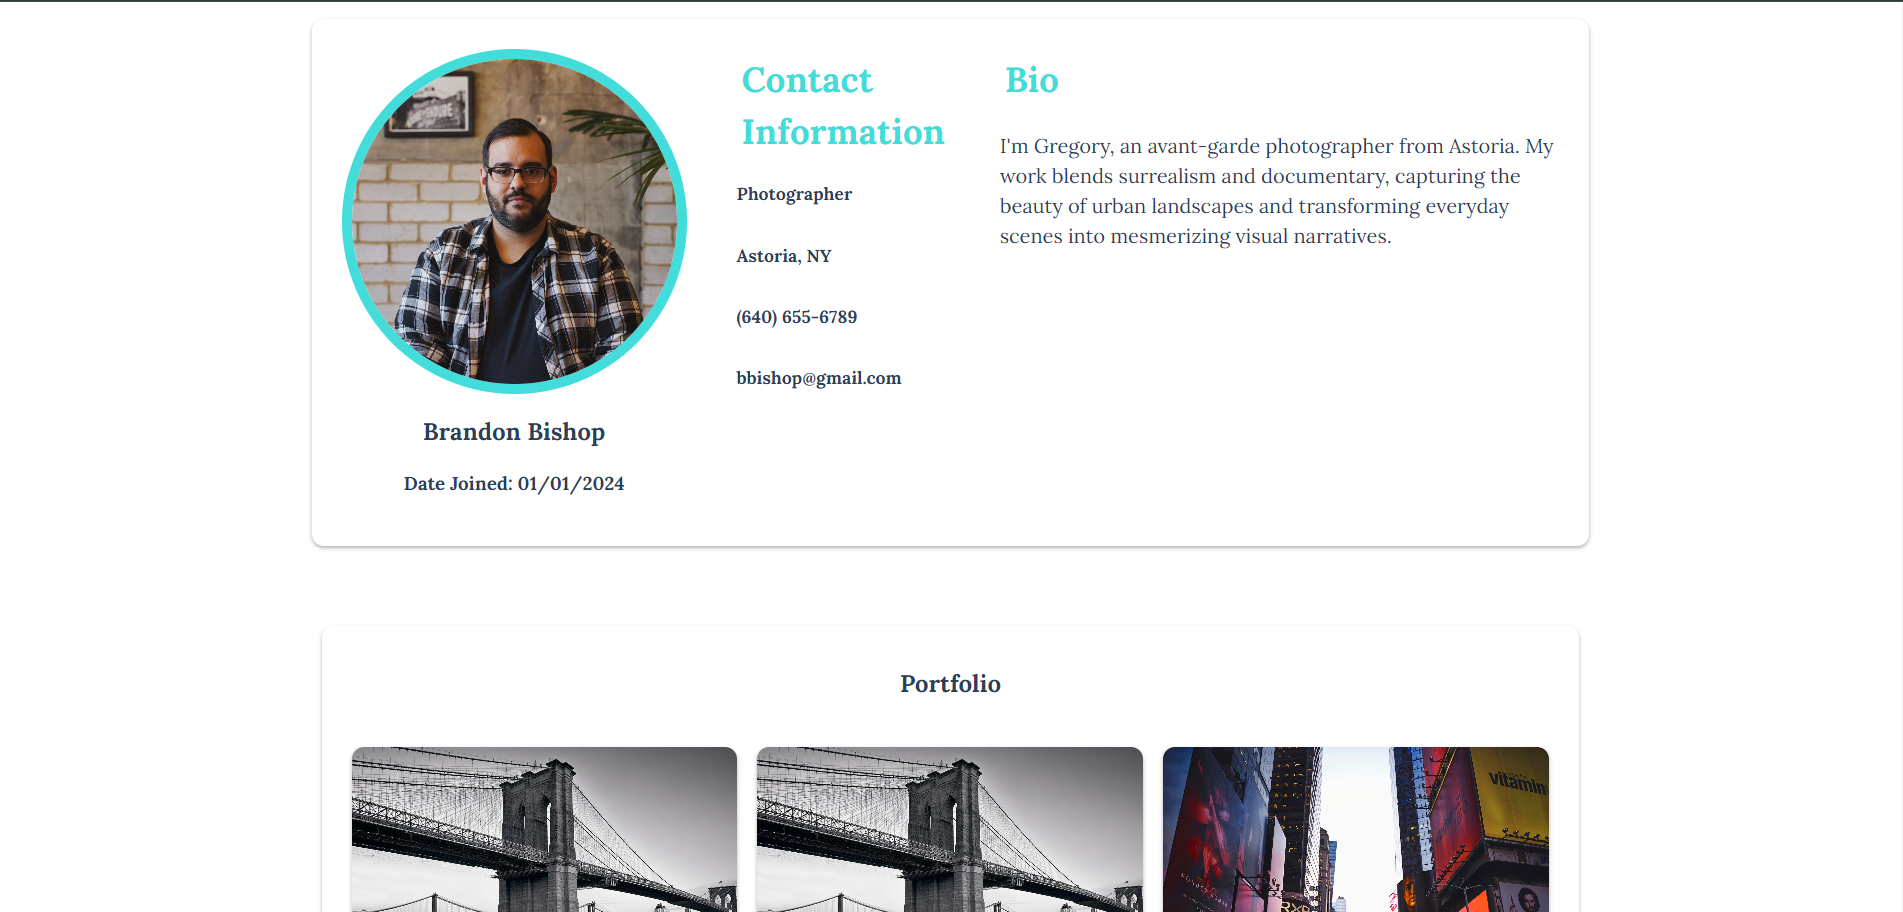 Brandon Bishop
Date Joined: 01/01/2024
Contact
Information
Photographer
Astoria, NY
(640) 655-6789
bbishop@gmail.com
Bio
I'm Gregory, an avant-garde photographer from Astoria. My
work blends surrealism and documentary, capturing the
beauty of urban landscapes and transforming everyday
scenes into mesmerizing visual narratives.
Portfolio
vitamin